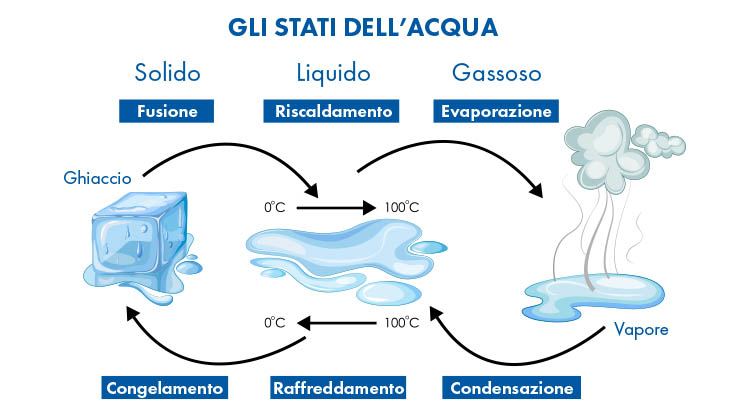 GLI STATI DELL'ACQUA
Solido Liquido Gassoso
Fusione Riscaldamento Evaporazione
Ghiaccio
0°C 100°C
0°C 100°C
Vapore
Congelamento Raffreddamento Condensazione